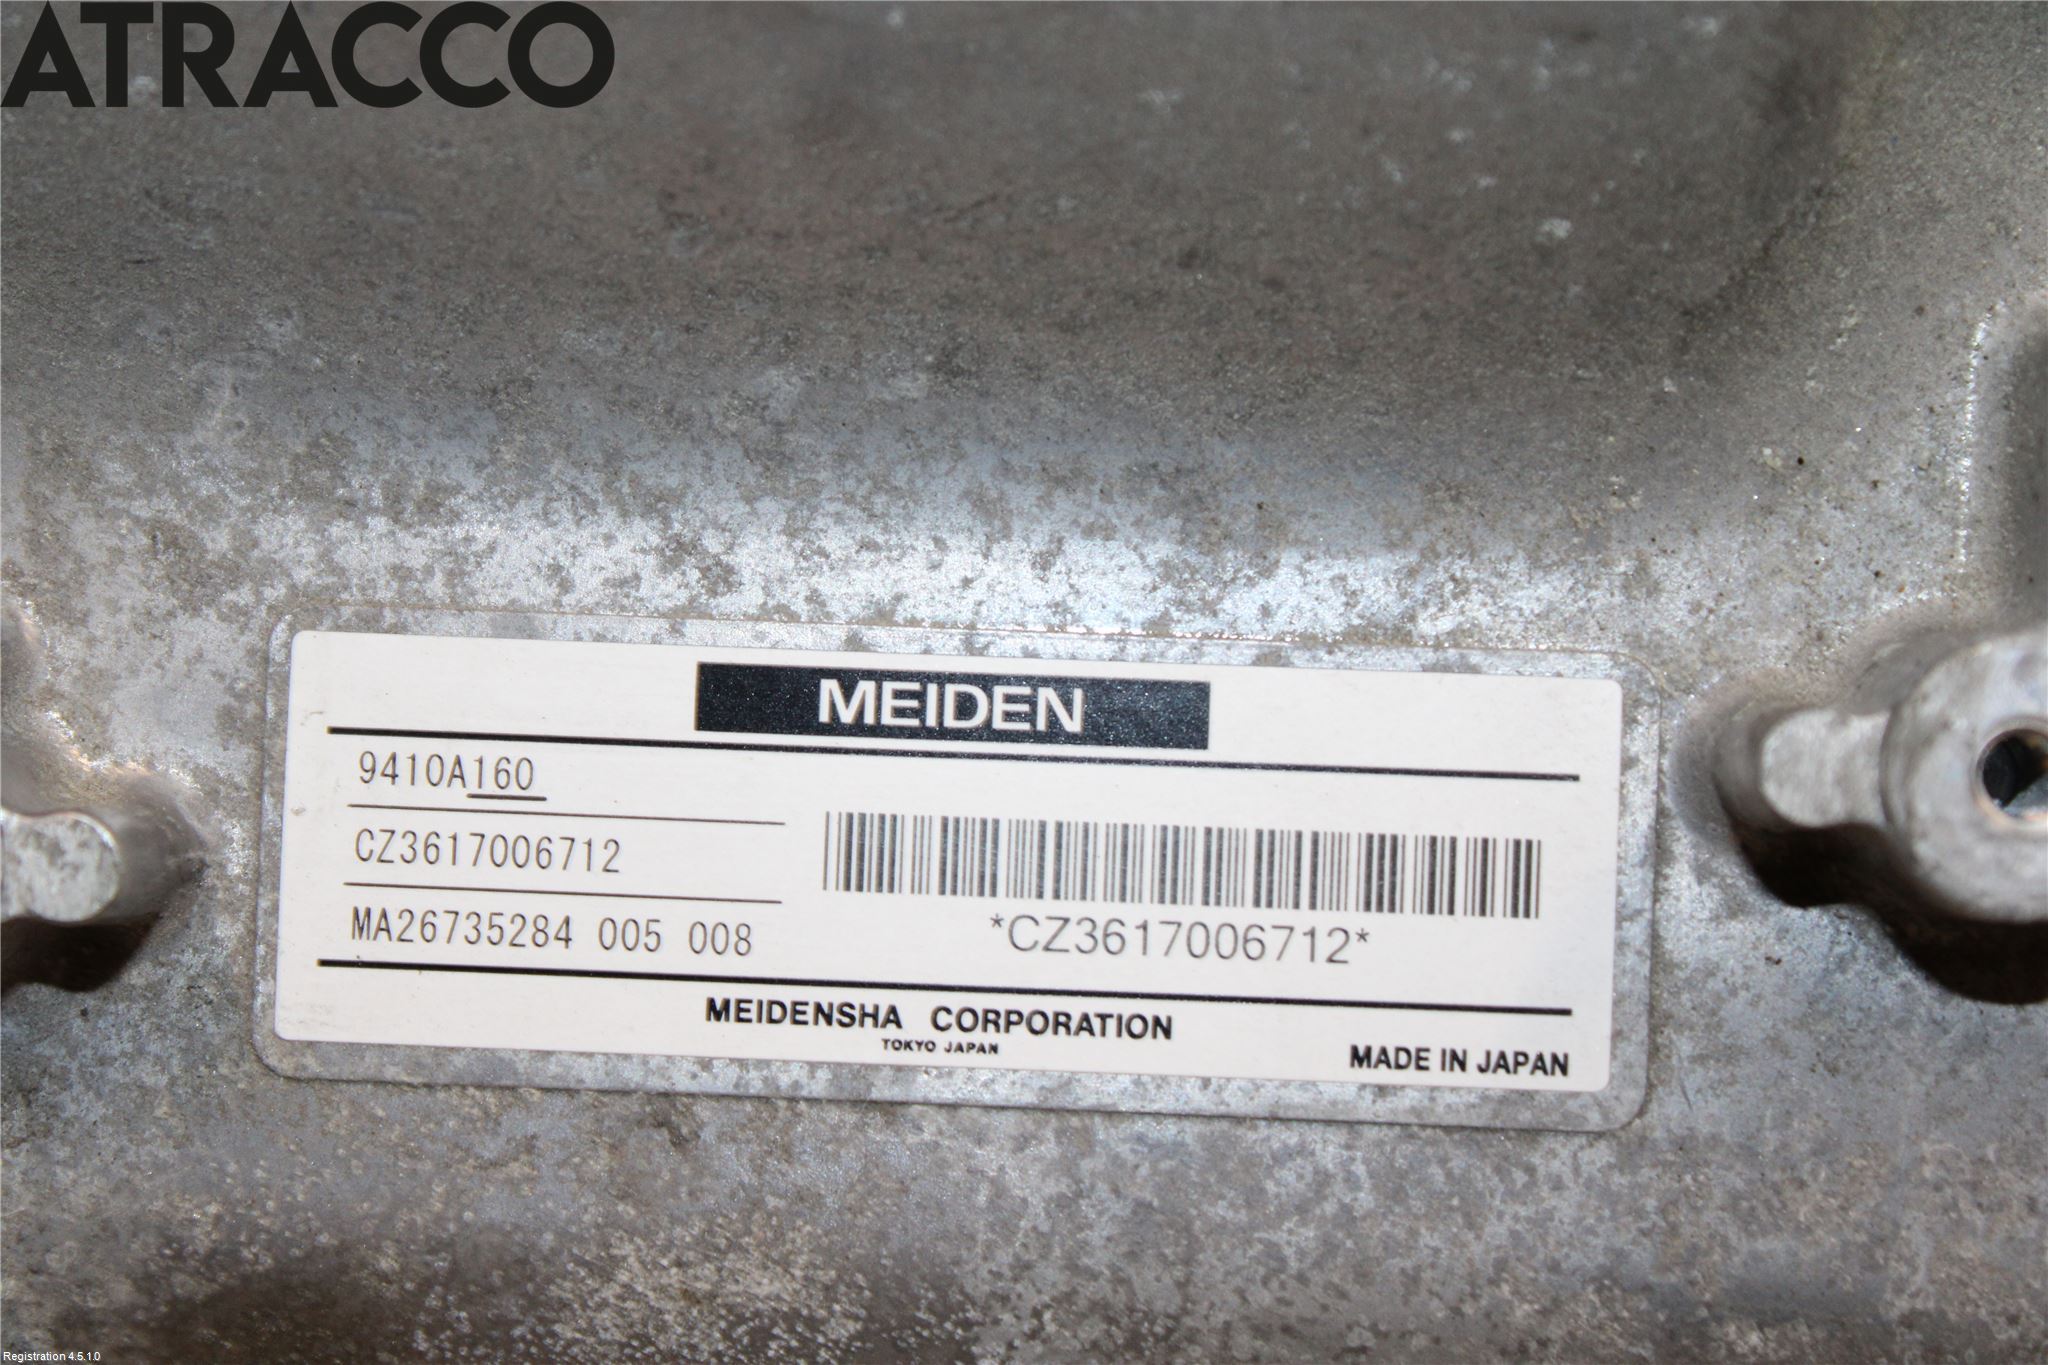 ATRACCO
MEIDEN
9410A160
CZ3617006712
MA26735284 005 008
*CZ3617006712*
MEIDENSHA CORPORATION
TOKYO JAPAN
MADE IN JAPAN
Registration 4.5.1.0